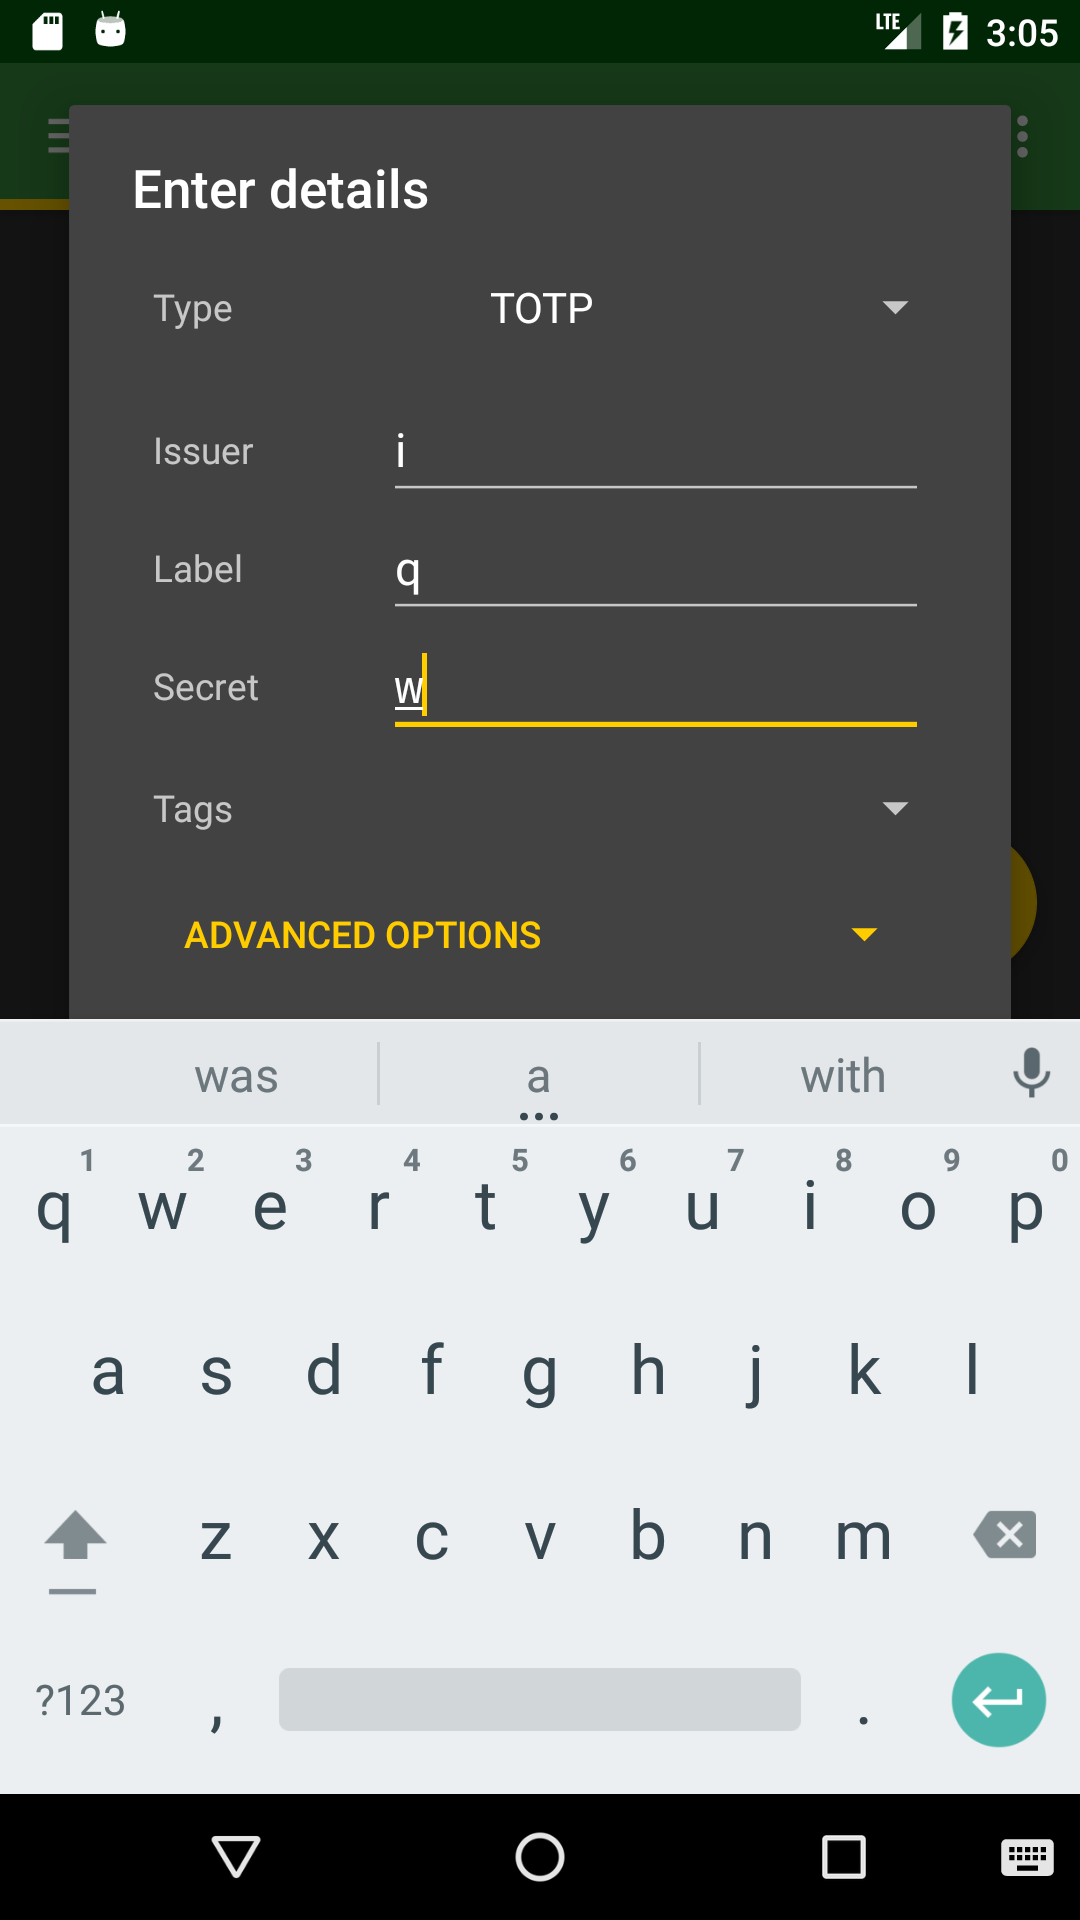 LTE 3:05
Enter details
Type TOTP
Issuer i
Label q
Secret w
Tags
ADVANCED OPTIONS
was a with
1 2 3 4 5 6 7 8 9 0
q w e r t y u i o p
a s d f g h j k l
z x c v b n m
?123 , .